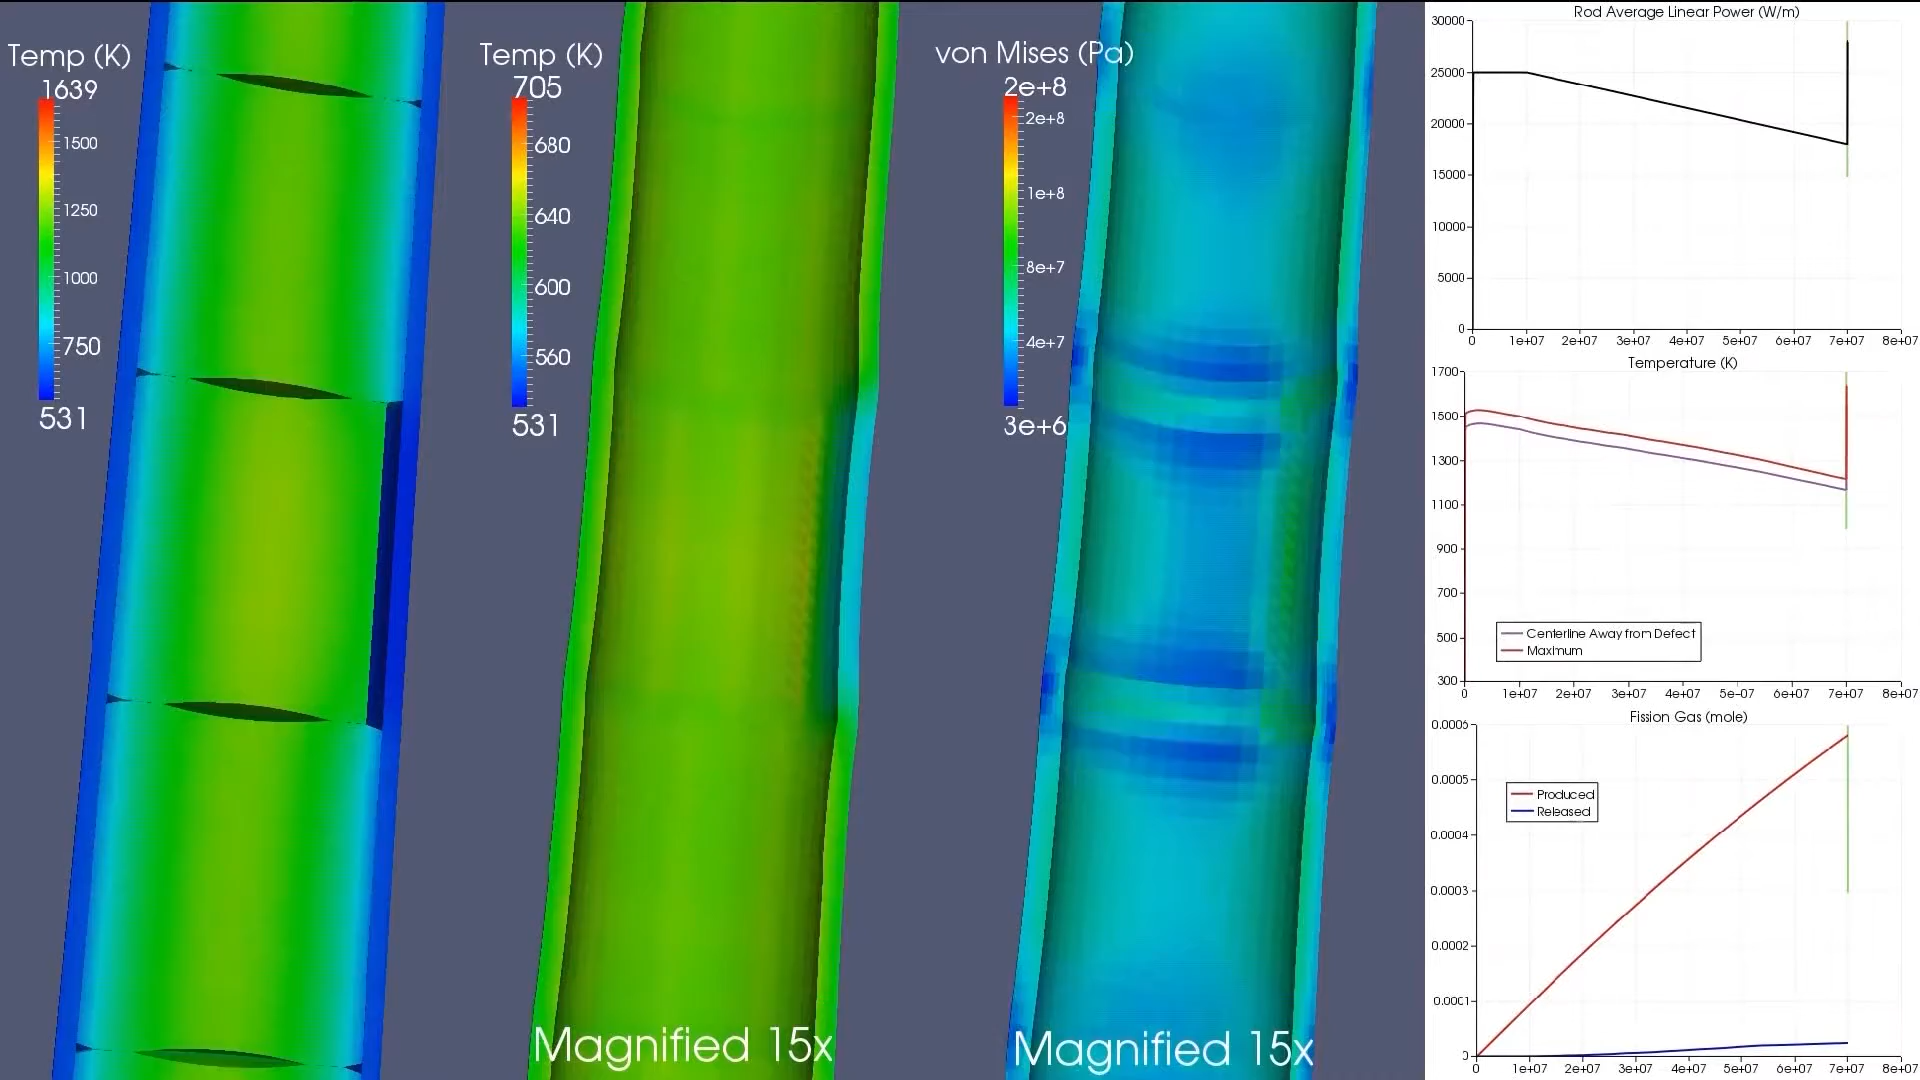 Temp (K)
1639
1500
1250
1000
750
531
Temp (K)
705
680
640
600
560
531
Magnified 15x
von Mises (Pa)
2e+8
2e+8
1e+8
8e+7
4e+7
3e+6
Magnified 15x
Rod Average Linear Power (W/m)
30000
25000
20000
15000
10000
5000
0
0 1e+07 2e+07 3e+07 4e+07 5e+07 6e+07 7e+07 8e+07
Temperature (K)
1700
1500
1300
1100
900
700
500
300
Centerline Away from Defect
Maximum
0 1e+07 2e+07 3e+07 4e+07 5e-07 6e+07 7e+07 8e+07
Fission Gas (mole)
0.0006
0.0005
0.0004
0.0003
0.0002
0.0001
0
Produced
Released
0 1e+07 2e+07 3e+07 4e+07 5e+07 6e+07 7e+07 8e+07